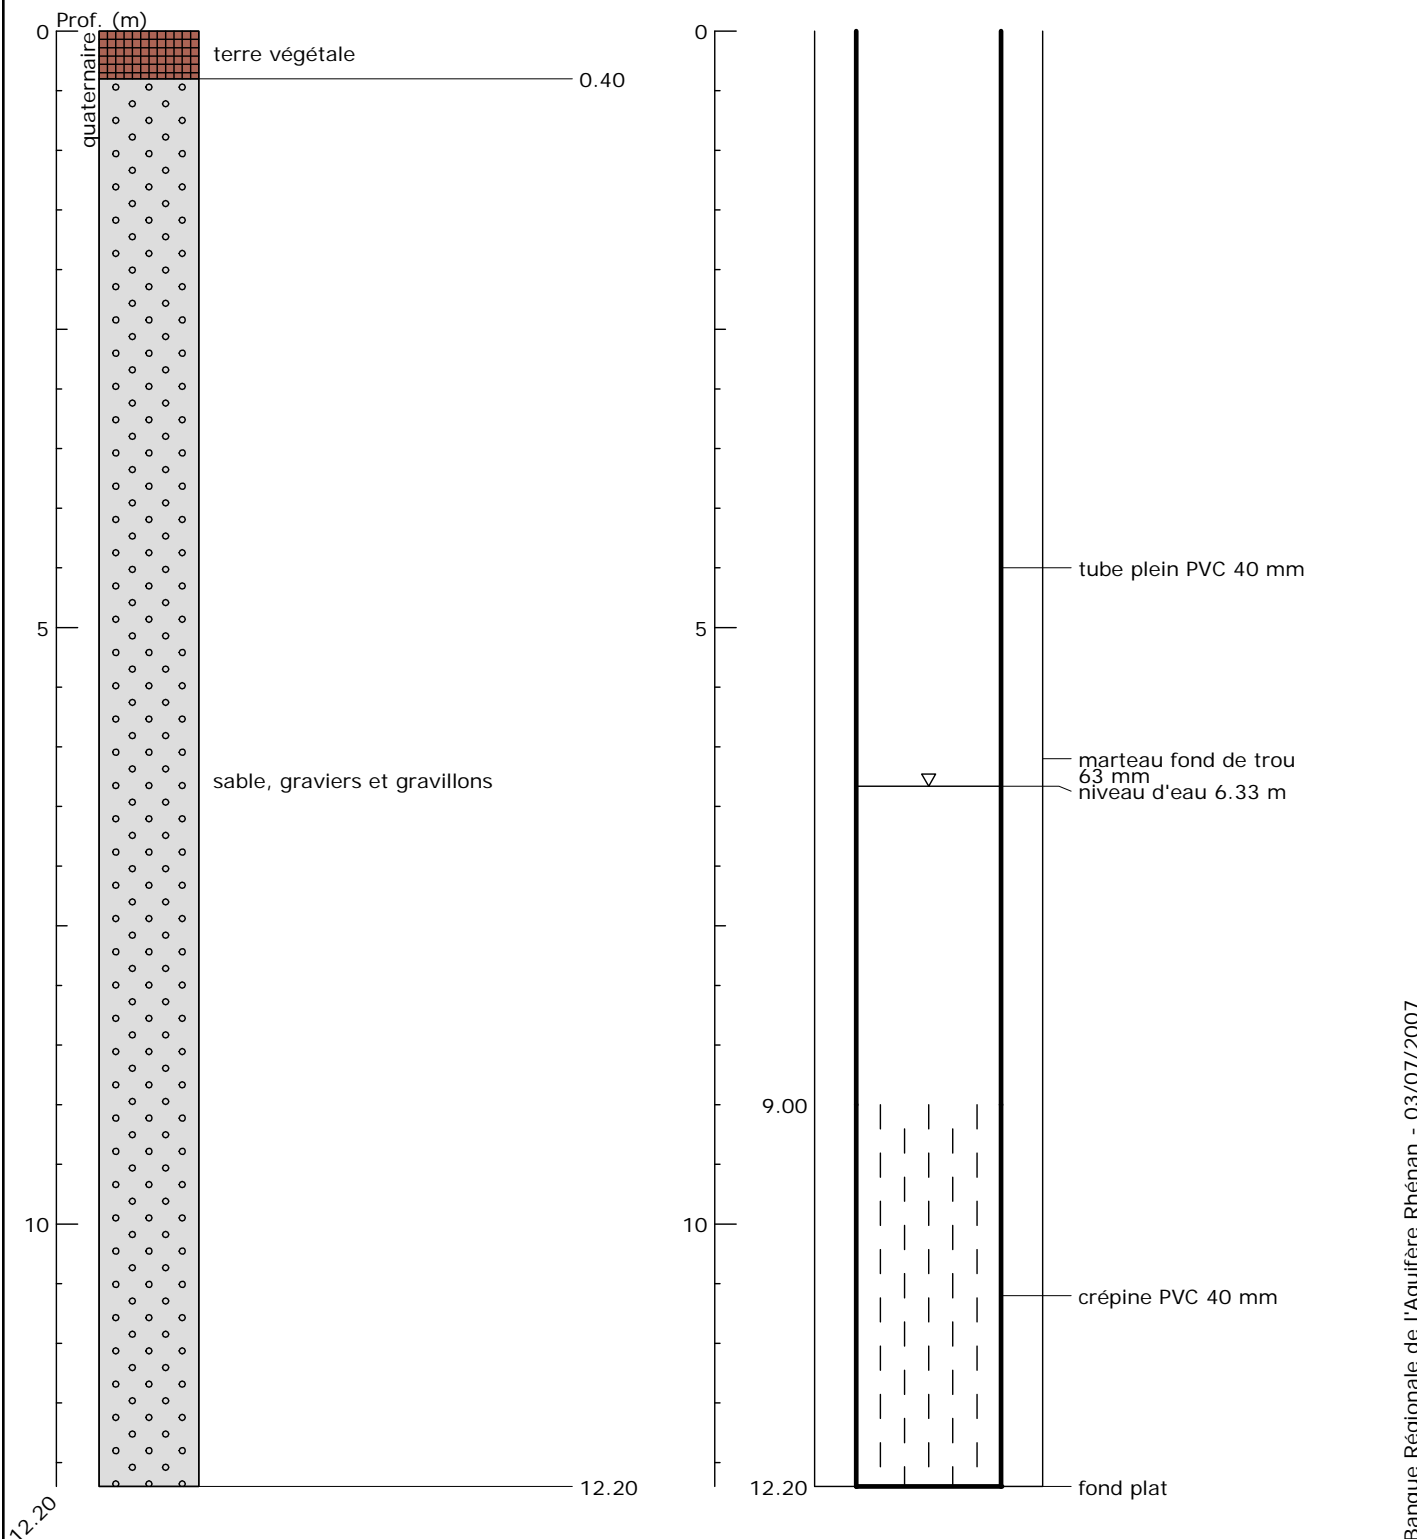 Prof. (m)
0
quaternaire
terre végétale
0.40
5
sable, graviers et gravillons
10
12.20
12.20
0
tube plein PVC 40 mm
5
marteau fond de trou
63 mm
niveau d'eau 6.33 m
9.00
10
crépine PVC 40 mm
12.20
fond plat
Banque Régionale de l'Aquifère Rhénan - 03/07/2007